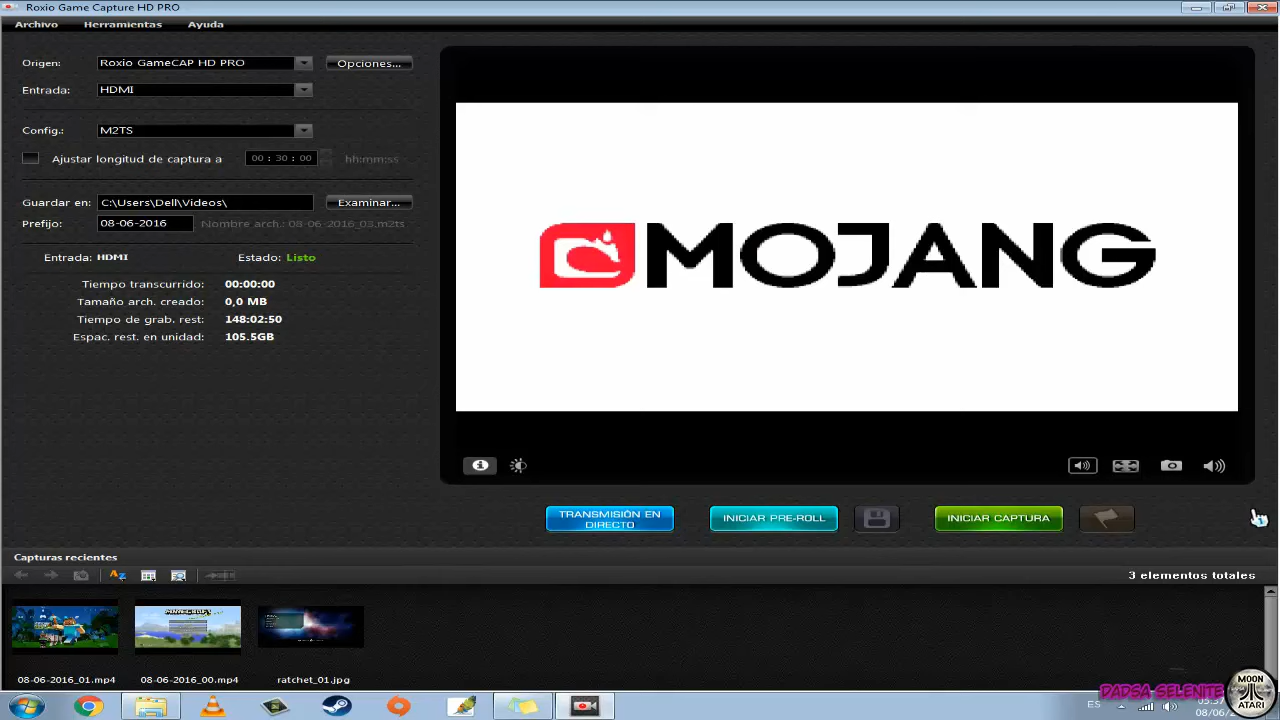 Roxio Game Capture HD PRO
Archivo Herramientas Ayuda
Origen: Roxio GameCAP HD PRO Opciones...
Entrada: HDMI
Config.: M2TS
Ajustar longitud de captura a 00 : 30 : 00 hh:mm:ss
Guardar en: C:\Users\Dell\Videos\ Examinar...
Prefijo: 08-06-2016 Nombre arch.: 08-06-2016_03.m2ts
Entrada: HDMI Estado: Listo
Tiempo transcurrido: 00:00:00
Tamaño arch. creado: 0,0 MB
Tiempo de grab. rest: 148:02:50
Espac. rest. en unidad: 105.5GB
MOJANG
TRANSMISIÓN EN
DIRECTO
INICIAR PRE-ROLL
INICIAR CAPTURA
Capturas recientes
3 elementos totales
MINECRAFT
08-06-2016_01.mp4 08-06-2016_00.mp4 ratchet_01.jpg
DADSA SELENITE
MOON
ATARI
ES
08/06/